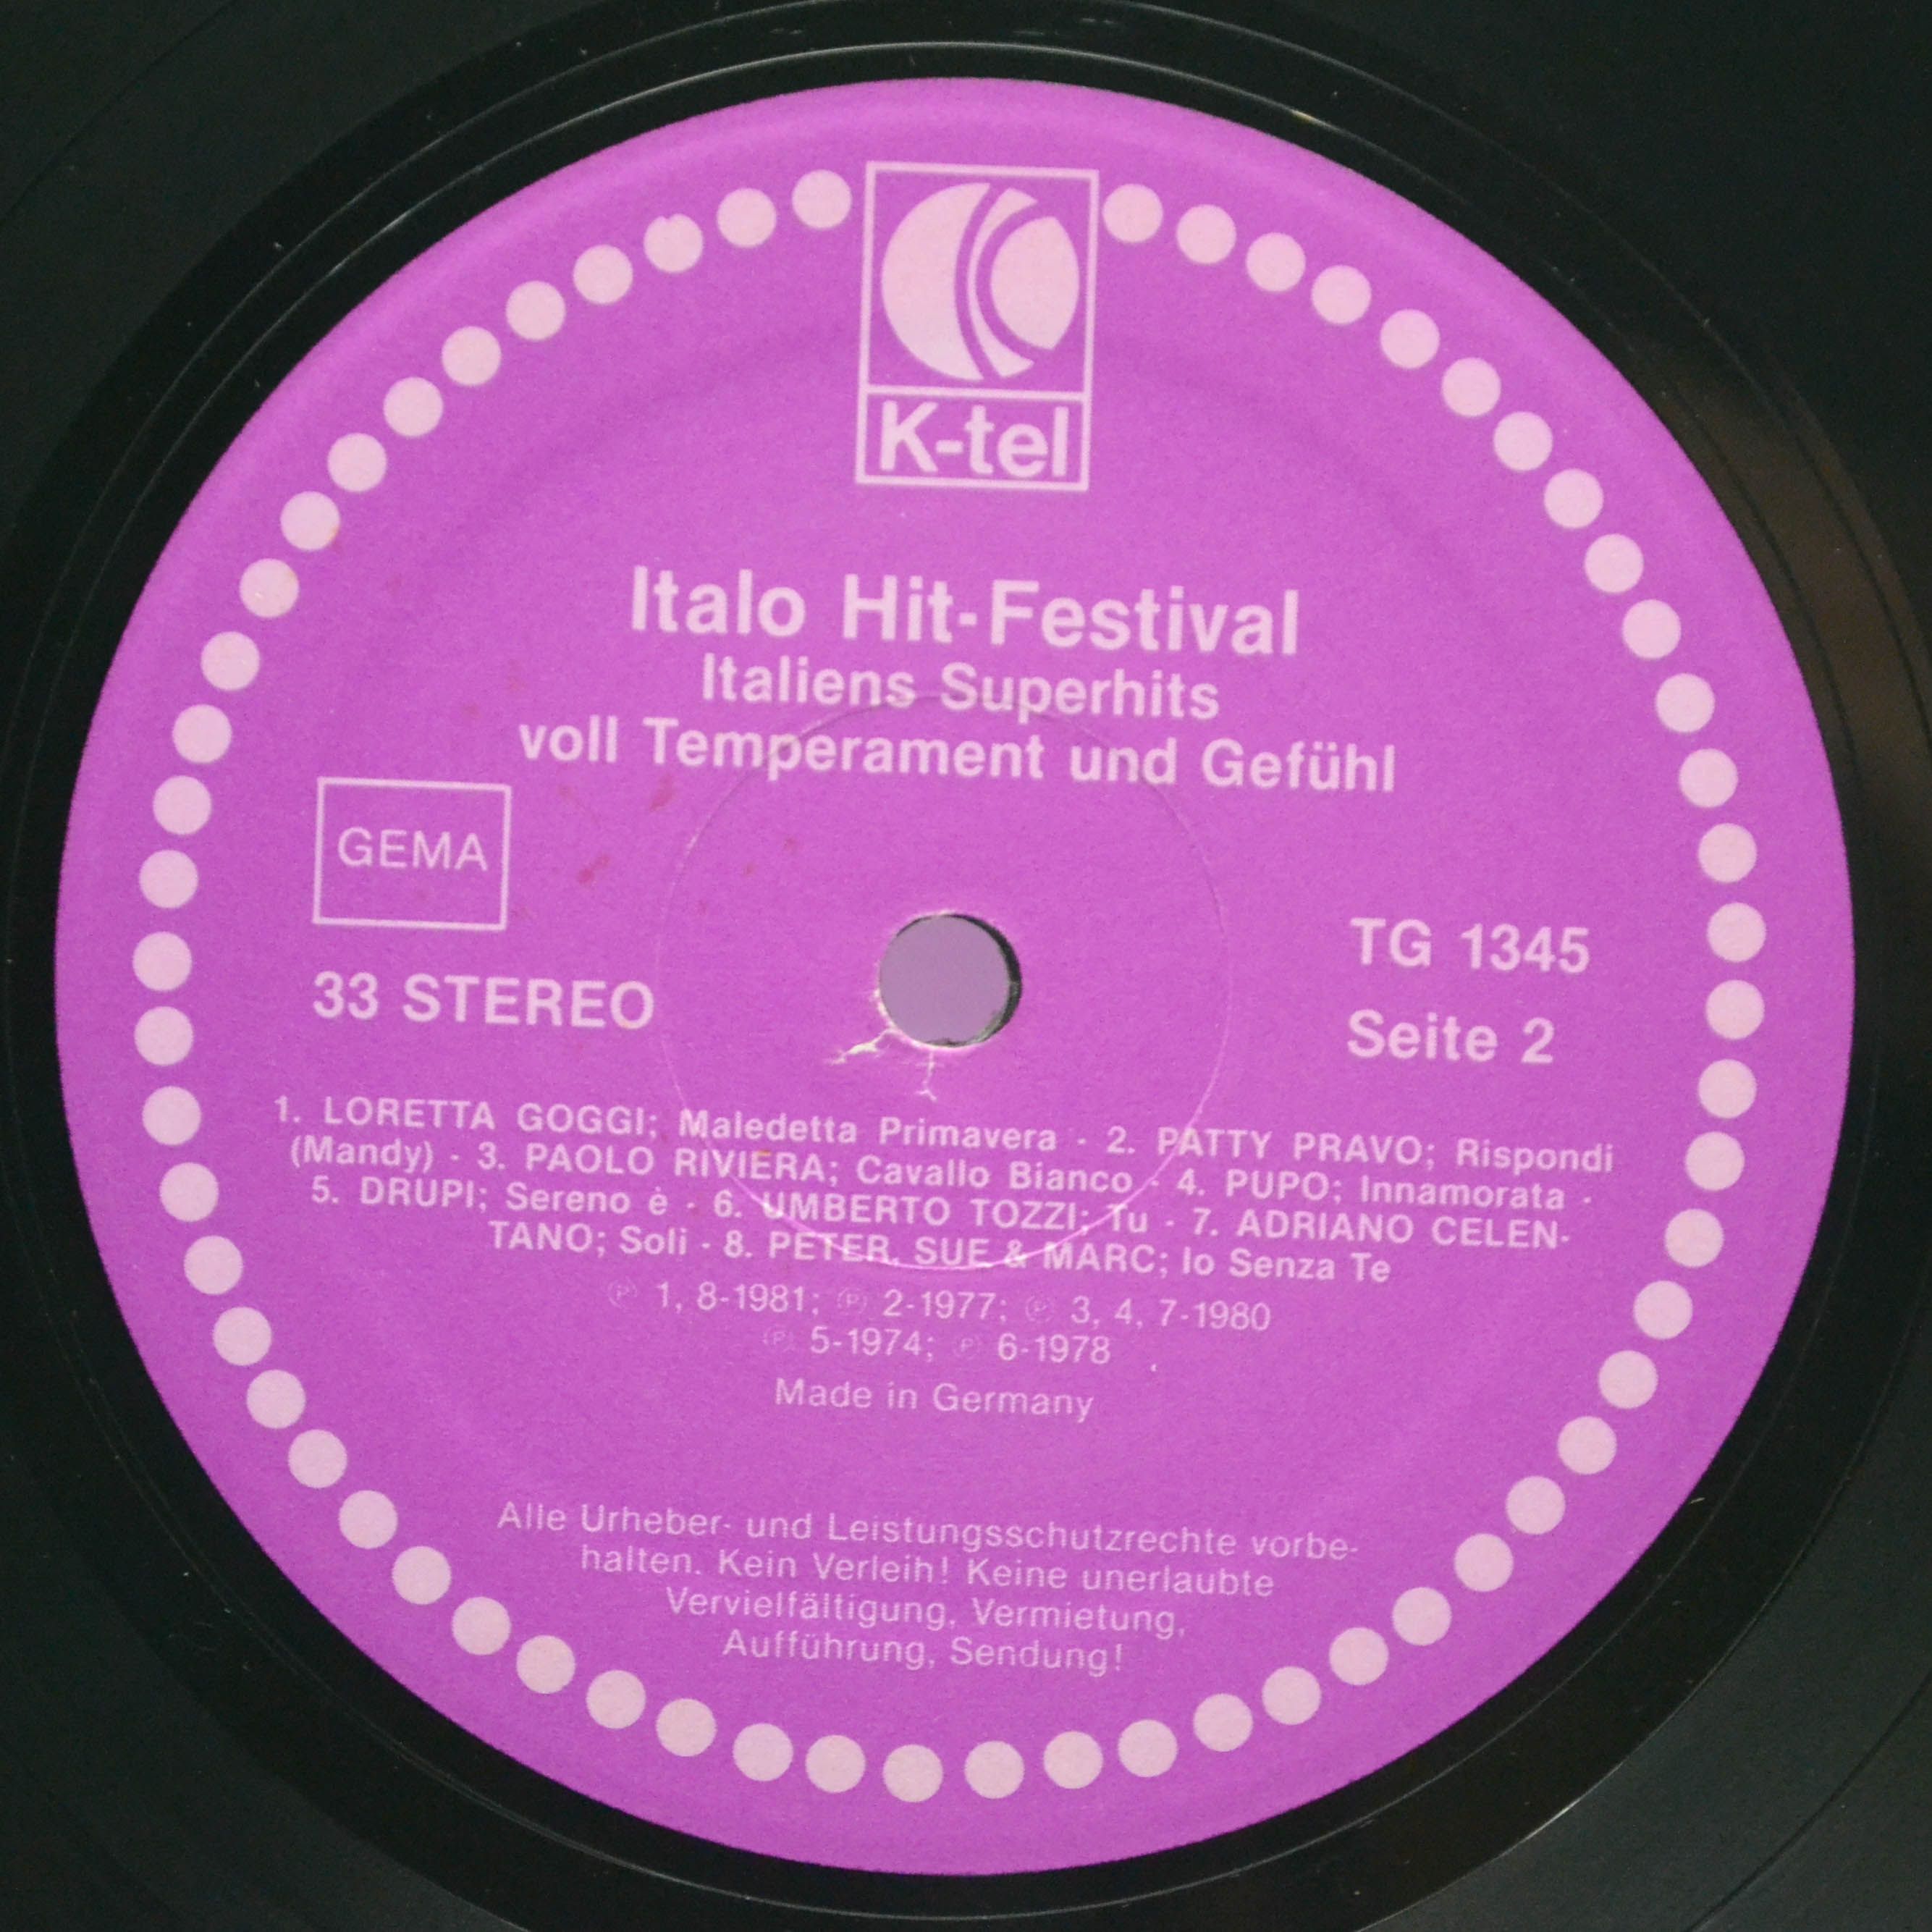 K-tel
Italo Hit-Festival
Italiens Superhits
voll Temperament und Gefühl
GEMA
33 STEREO
TG 1345
Seite 2
1. LORETTA GOGGI; Maledetta Primavera - 2. PATTY PRAVO; Rispondi
(Mandy) - 3. PAOLO RIVIERA; Cavallo Bianco - 4. PUPO; Innamorata -
5. DRUPI; Sereno è - 6. UMBERTO TOZZI; Tu - 7. ADRIANO CELEN-
TANO; Soli - 8. PETER, SUE & MARC; Io Senza Te
Ⓟ 1, 8-1981; Ⓟ 2-1977; Ⓟ 3, 4, 7-1980
Ⓟ 5-1974; Ⓟ 6-1978
Made in Germany
Alle Urheber- und Leistungsschutzrechte vorbe-
halten. Kein Verleih! Keine unerlaubte
Vervielfältigung, Vermietung,
Aufführung, Sendung!